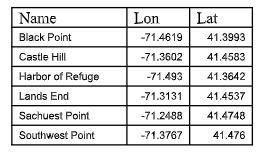 Name Lon Lat
Black Point -71.4619 41.3993
Castle Hill -71.3602 41.4583
Harbor of Refuge -71.493 41.3642
Lands End -71.3131 41.4537
Sachuest Point -71.2488 41.4748
Southwest Point -71.3767 41.476